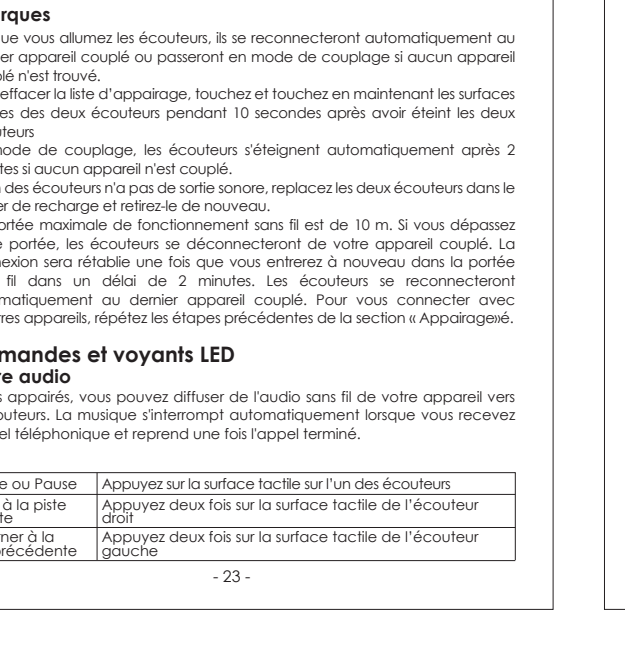 rques
ue vous allumez les écouteurs, ils se reconnecteront automatiquement au
er appareil couplé ou passeront en mode de couplage si aucun appareil
lé n'est trouvé.
effacer la liste d’appairage, touchez et touchez en maintenant les surfaces
es des deux écouteurs pendant 10 secondes après avoir éteint les deux
uteurs
mode de couplage, les écouteurs s'éteignent automatiquement après 2
tes si aucun appareil n'est couplé.
des écouteurs n'a pas de sortie sonore, replacez les deux écouteurs dans le
er de recharge et retirez-le de nouveau.
ortée maximale de fonctionnement sans fil est de 10 m. Si vous dépassez
e portée, les écouteurs se déconnecteront de votre appareil couplé. La
nexion sera rétablie une fois que vous entrerez à nouveau dans la portée
fil dans un délai de 2 minutes. Les écouteurs se reconnecteront
matiquement au dernier appareil couplé. Pour vous connecter avec
res appareils, répétez les étapes précédentes de la section « Appairage»é.
mandes et voyants LED
re audio
s appairés, vous pouvez diffuser de l'audio sans fil de votre appareil vers
outeurs. La musique s'interrompt automatiquement lorsque vous recevez
el téléphonique et reprend une fois l'appel terminé.
e ou Pause Appuyez sur la surface tactile sur l’un des écouteurs
à la piste Appuyez deux fois sur la surface tactile de l’écouteur
te droit
ner à la Appuyez deux fois sur la surface tactile de l’écouteur
précédente gauche
- 23 -